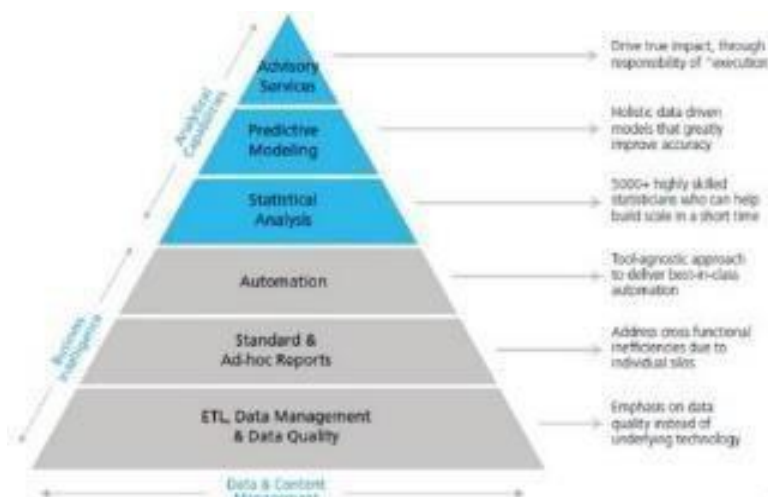 Advisory
Services
Drive true impact, through
responsibility of "execution
Analytical
Capabilities
Predictive
Modeling
Holistic data driven
models that greatly
improve accuracy
Statistical
Analysis
5000+ highly skilled
statisticians who can help
build scale in a short time
Automation
Tool-agnostic approach
to deliver best-in-class
automation
Business
Intelligence
Standard &
Ad-hoc Reports
Address cross functional
inefficiencies due to
individual silos
ETL, Data Management
& Data Quality
Emphasis on data
quality instead of
underlying technology
Data & Content
Management